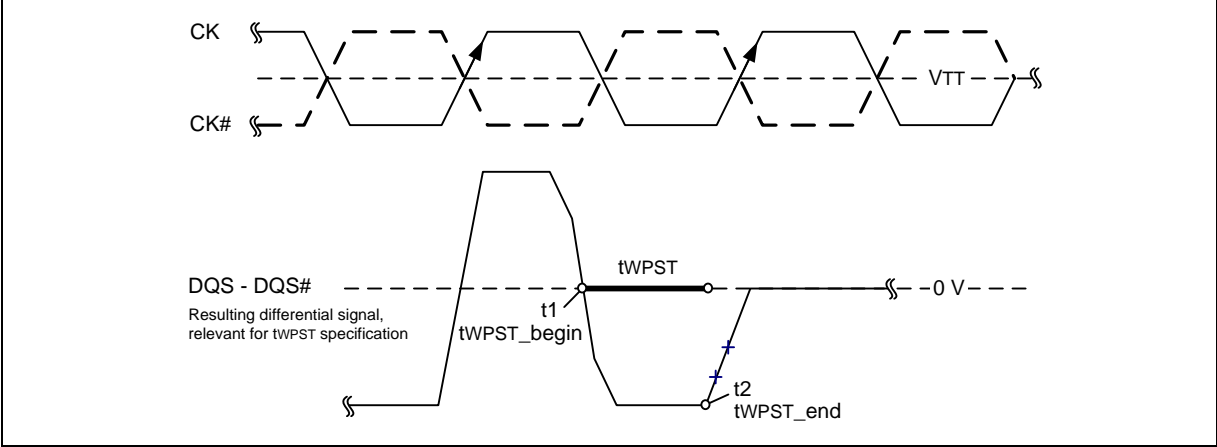 CK
VTT
CK#
tWPST
DQS - DQS#
0 V
Resulting differential signal,
relevant for tWPST specification
t1
tWPST_begin
t2
tWPST_end